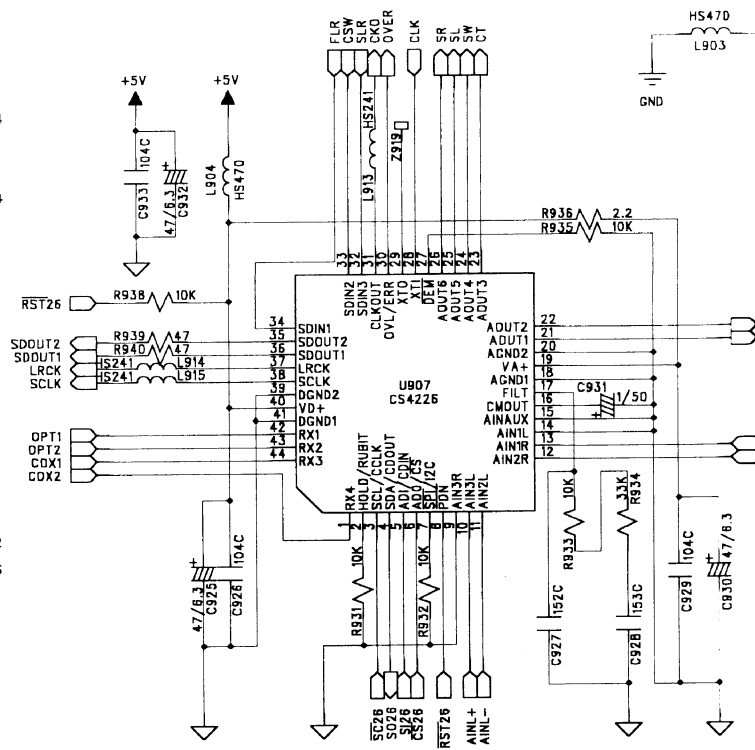 HS470
L903
GND
FLR
CSW
SLR
CKO
OVER
CLK
SR
SL
SW
CT
+5V
+5V
104C
C933
+
47/6.3
C932
L904
HS470
HS241
L913
Z919
R936 2.2
R935 10K
33
32
31
30
29
28
27
26
25
24
23
SDIN2
SDIN3
CLKOUT
OVL/ERR
XTO
XTI
DEM
AOUT6
AOUT5
AOUT4
AOUT3
RST26 R938 10K
SDOUT2 R939 47
SDOUT1 R940 47
LRCK HS241 L914
SCLK HS241 L915
OPT1
OPT2
COX1
COX2
34 SDIN1
35 SDOUT2
36 SDOUT1
37 LRCK
38 SCLK
39 DGND2
40 VD+
41 DGND1
42 RX1
43 RX2
44 RX3
U907
CS4226
AOUT2 22
AOUT1 21
AGND2 20
VA+ 19
AGND1 18
FILT 17
CMOUT 16
AINAUX 15
AIN1L 14
AIN1R 13
AIN2R 12
C931
+ 1/50
RX4
HOLD/RUBIT
SCL/CCLK
SDA/CDOUT
ADI/CDIN
ADO/CS
SPI/I2C
PDN
AIN3R
AIN3L
AIN2L
1
2
3
4
5
6
7
8
9
10
11
10K
R931
10K
R932
+
47/6.3
C925
104C
C926
10K
R933
33K
R934
152C
C927
153C
C928
104C
C929
+
47/6.3
C930
SC26
SO26
SI26
CS26
RST26
AINL+
AINL-